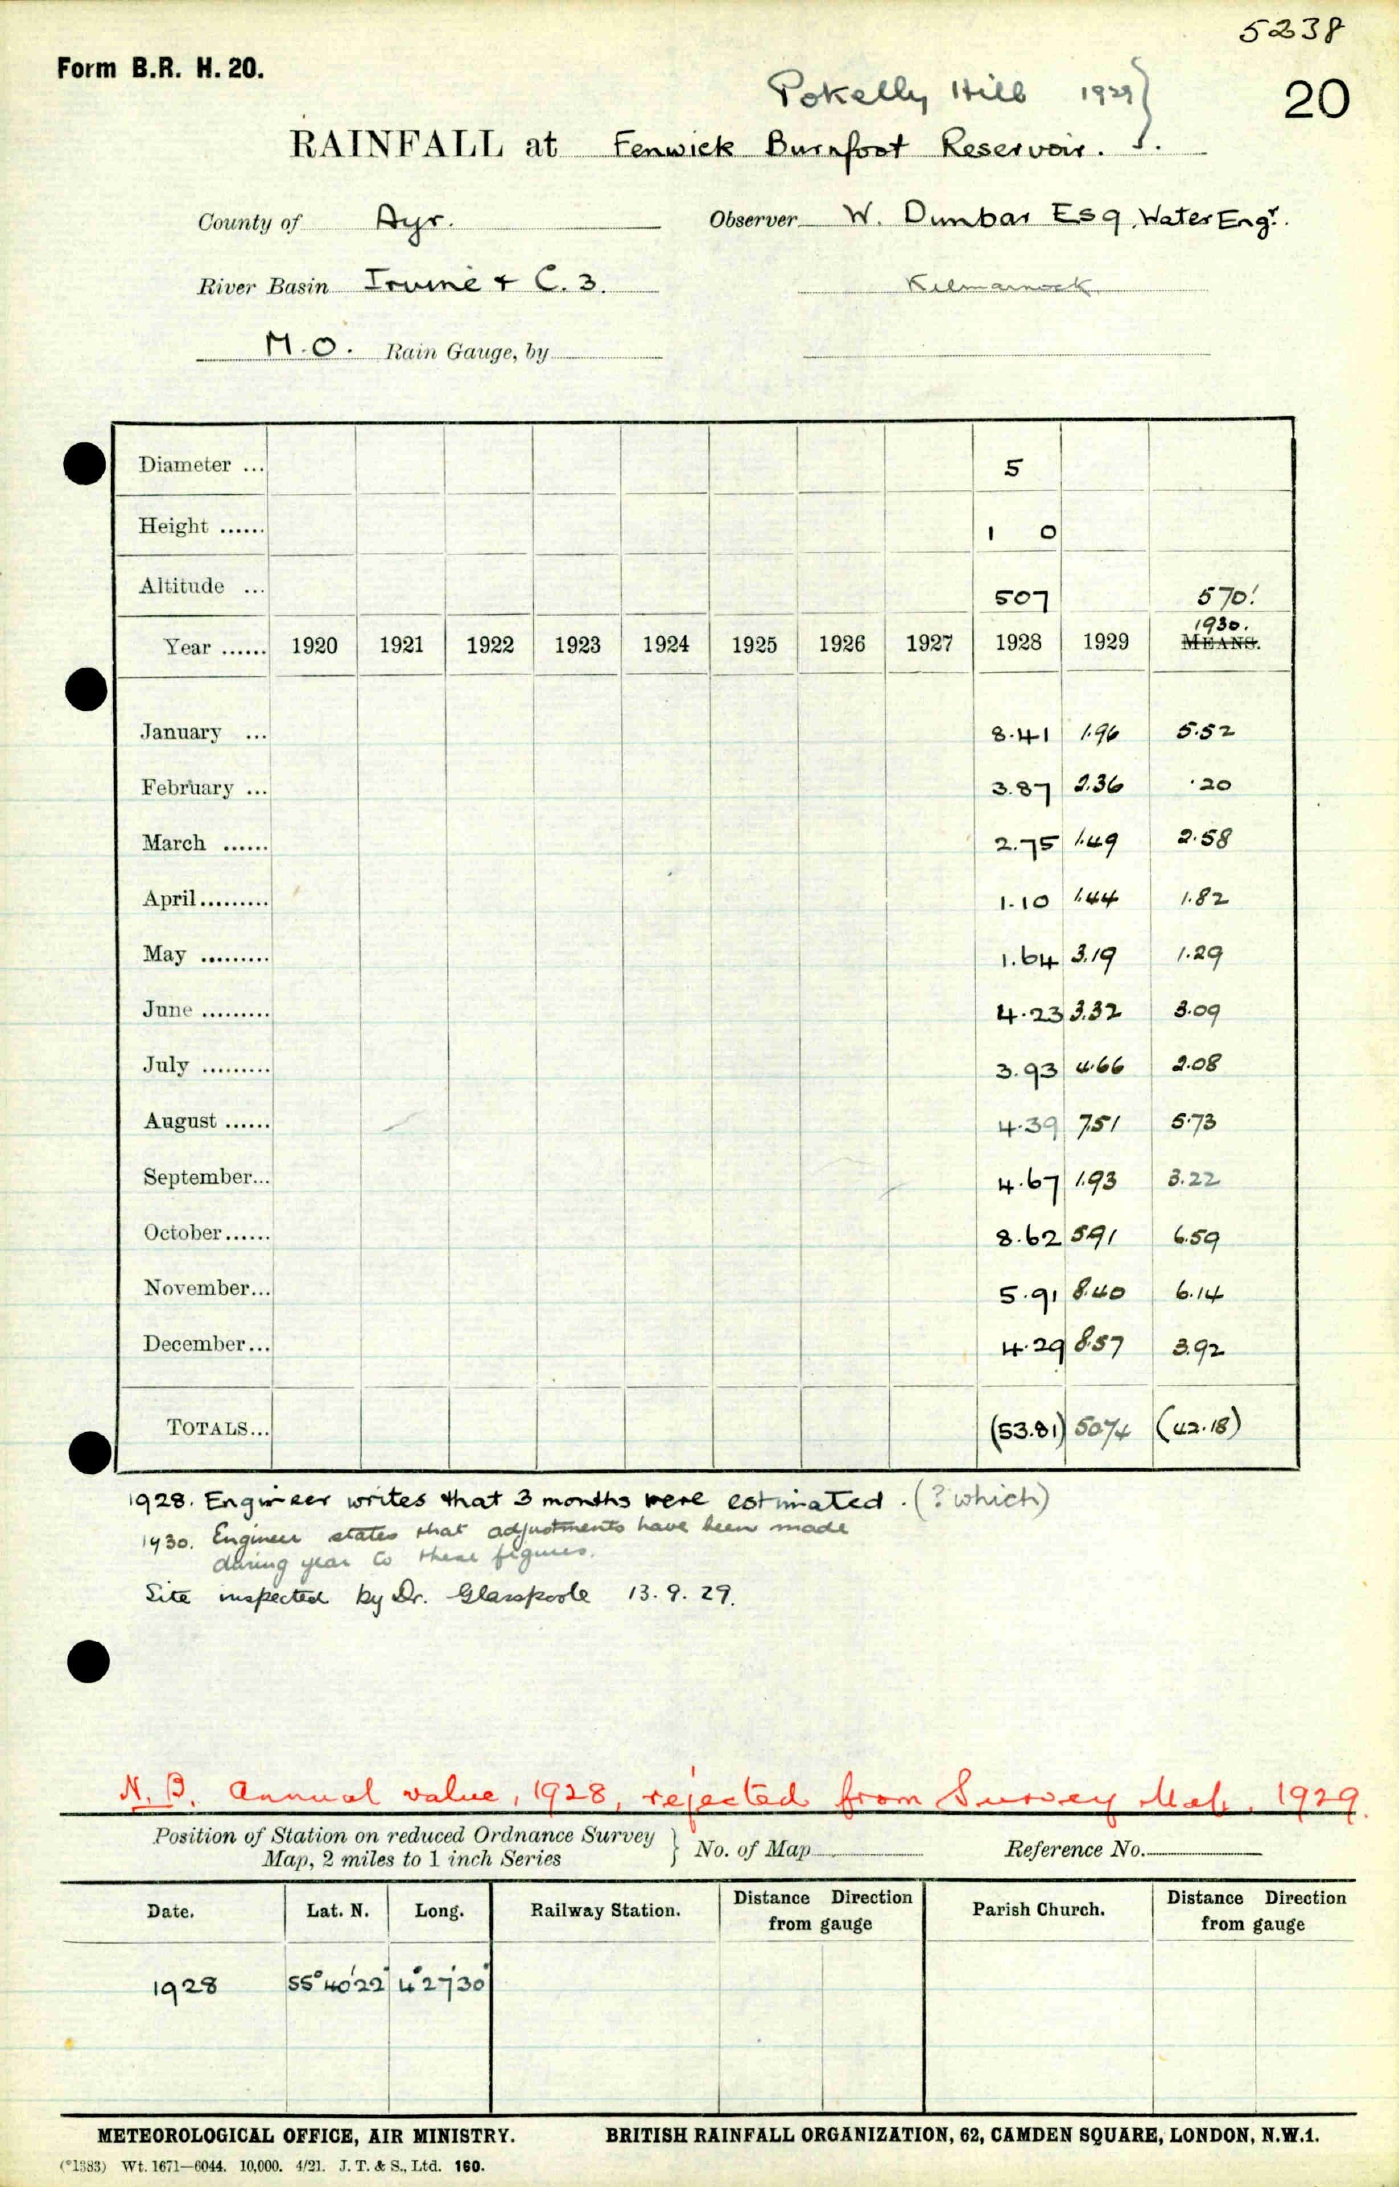 5238
Form B.R. H. 20.
Pokelly Hill 1929 }
20
RAINFALL at Fenwick Burnfoot Reservoir. S.
County of Ayr. Observer W. Dunbar Esq, Water Engr.
River Basin Irvine & C. 3. Kilmarnock
M.O. Rain Gauge, by
Diameter ... 5
Height ...... 1 0
Altitude ... 507 570'.
1930.
Year ...... 1920 1921 1922 1923 1924 1925 1926 1927 1928 1929 MEANS.
January ... 8.41 1.96 5.52
February ... 3.87 2.36 .20
March ...... 2.75 1.49 2.58
April ......... 1.10 1.44 1.82
May ......... 1.64 3.19 1.29
June ......... 4.23 3.32 3.09
July ......... 3.93 4.66 2.08
August ...... 4.39 7.51 5.73
September... 4.67 1.93 3.22
October...... 8.62 5.91 6.59
November... 5.91 8.40 6.14
December... 4.29 8.57 3.92
TOTALS... (53.81) 50.74 (42.18)
1928. Engineer writes that 3 months were estimated. (? which)
1930. Engineer states that adjustments have been made
during year to these figures.
Site inspected by Dr. Glasspoole 13.9.29.
N.B. Annual value, 1928, rejected from Survey Map. 1929.
Position of Station on reduced Ordnance Survey } No. of Map Reference No.
Map, 2 miles to 1 inch Series
Date. Lat. N. Long. Railway Station. Distance Direction from gauge Parish Church. Distance Direction from gauge
1928 55° 40' 22" 4° 27' 30"
METEOROLOGICAL OFFICE, AIR MINISTRY. BRITISH RAINFALL ORGANIZATION, 62, CAMDEN SQUARE, LONDON, N.W.1.
(*1383) Wt. 1671—6044. 10,000. 4/21. J. T. & S., Ltd. 160.